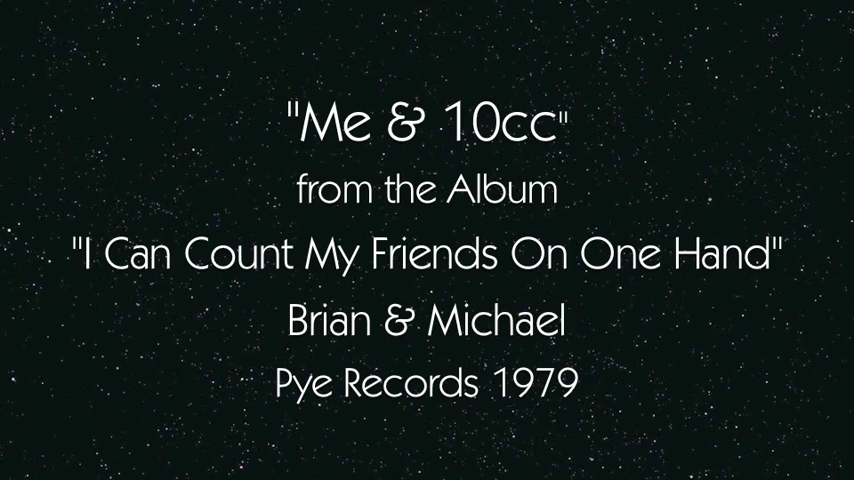 "Me & 10cc"
from the Album
"I Can Count My Friends On One Hand"
Brian & Michael
Pye Records 1979